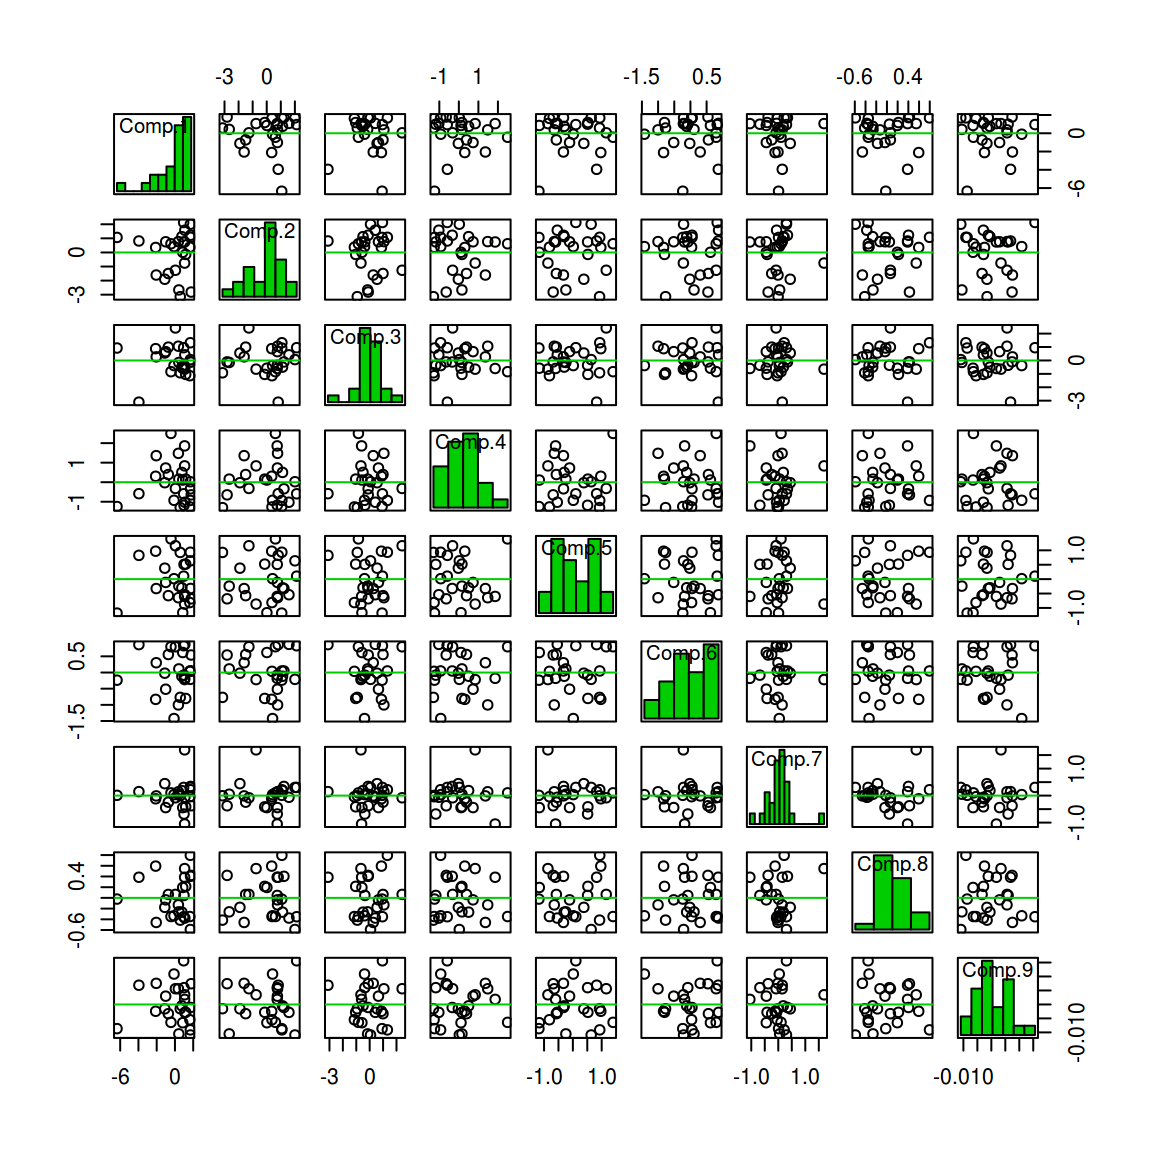 -3 0 -1 1 -1.5 0.5 -0.6 0.4
Comp. 0
-6
0 Comp.2
-3
Comp.3 0
-3
1 Comp.4
-1
Comp.5 1.0
-1.0
0.5 Comp.6
-1.5
Comp.7 1.0
-1.0
0.4 Comp.8
-0.6
Comp.9
-0.010
-6 0 -3 0 -1.0 1.0 -1.0 1.0 -0.010